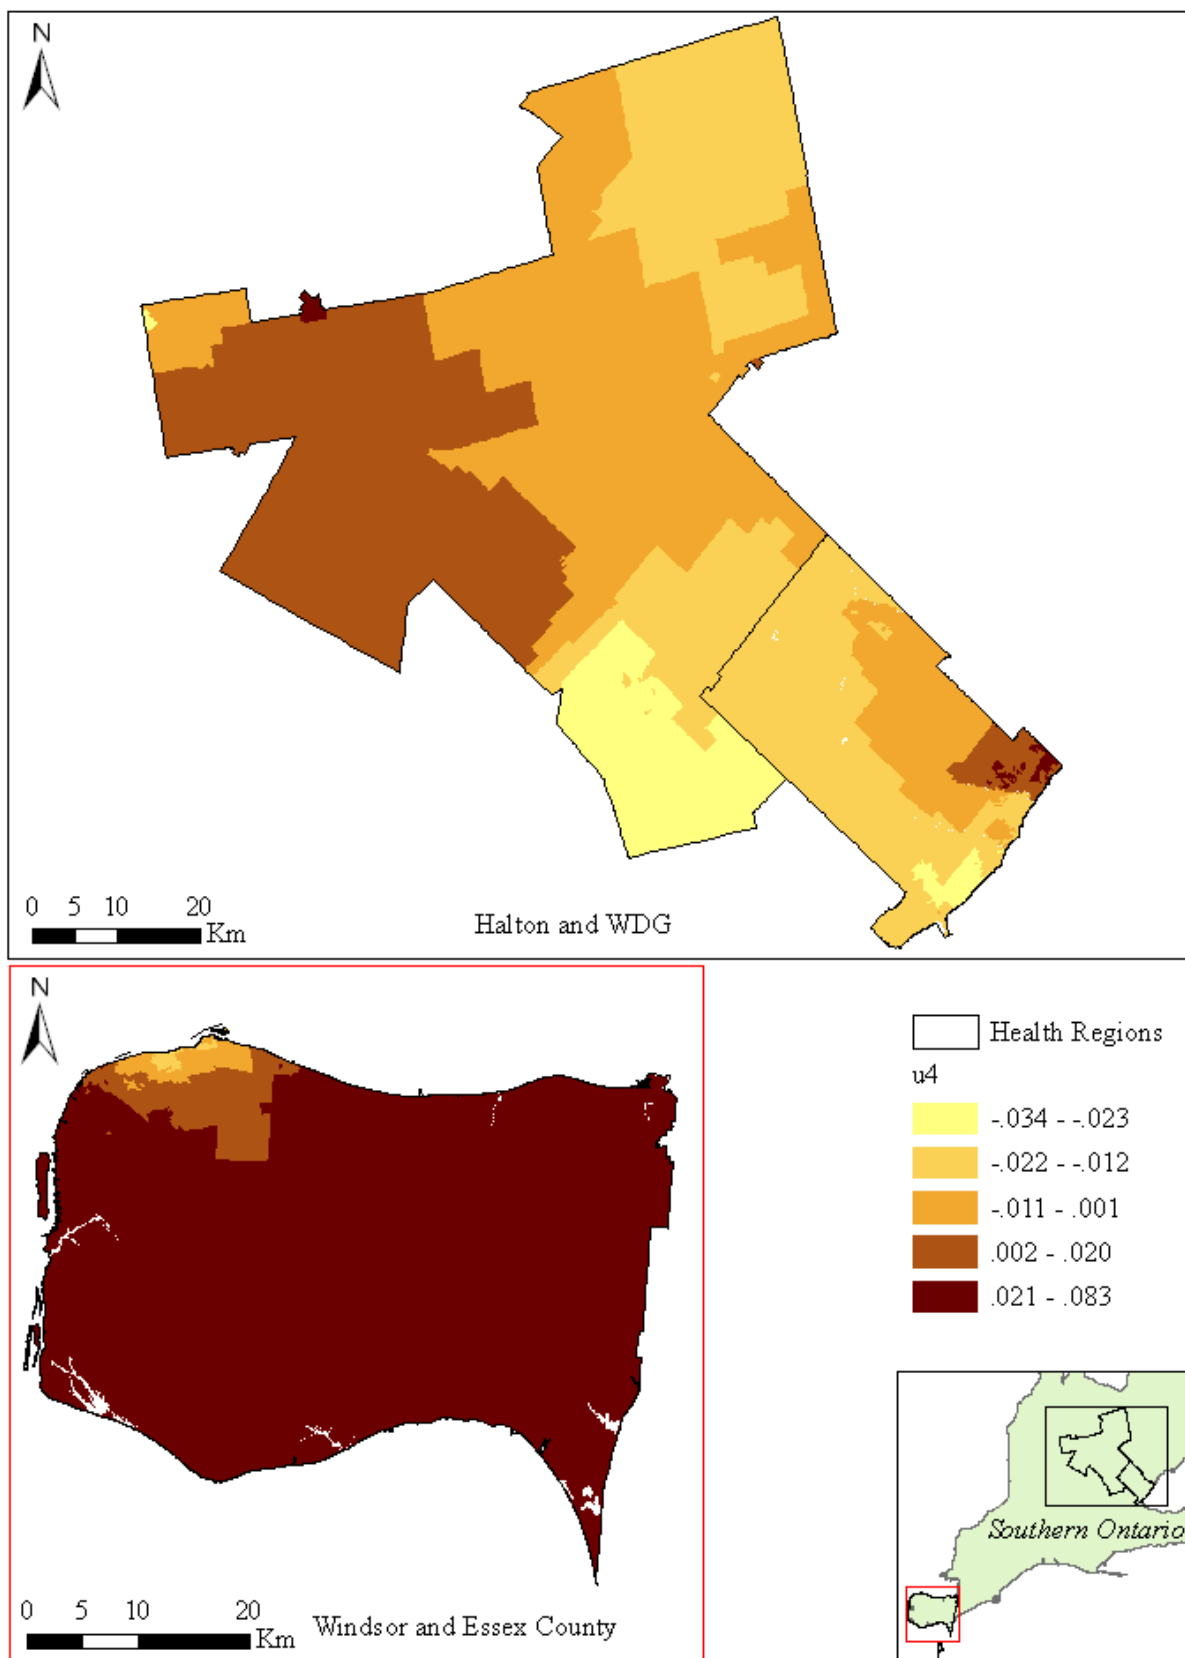 N
0 5 10 20
Km
Halton and WDG
N
0 5 10 20
Km
Windsor and Essex County
Health Regions
u4
-.034 - -.023
-.022 - -.012
-.011 - .001
.002 - .020
.021 - .083
Southern Ontario